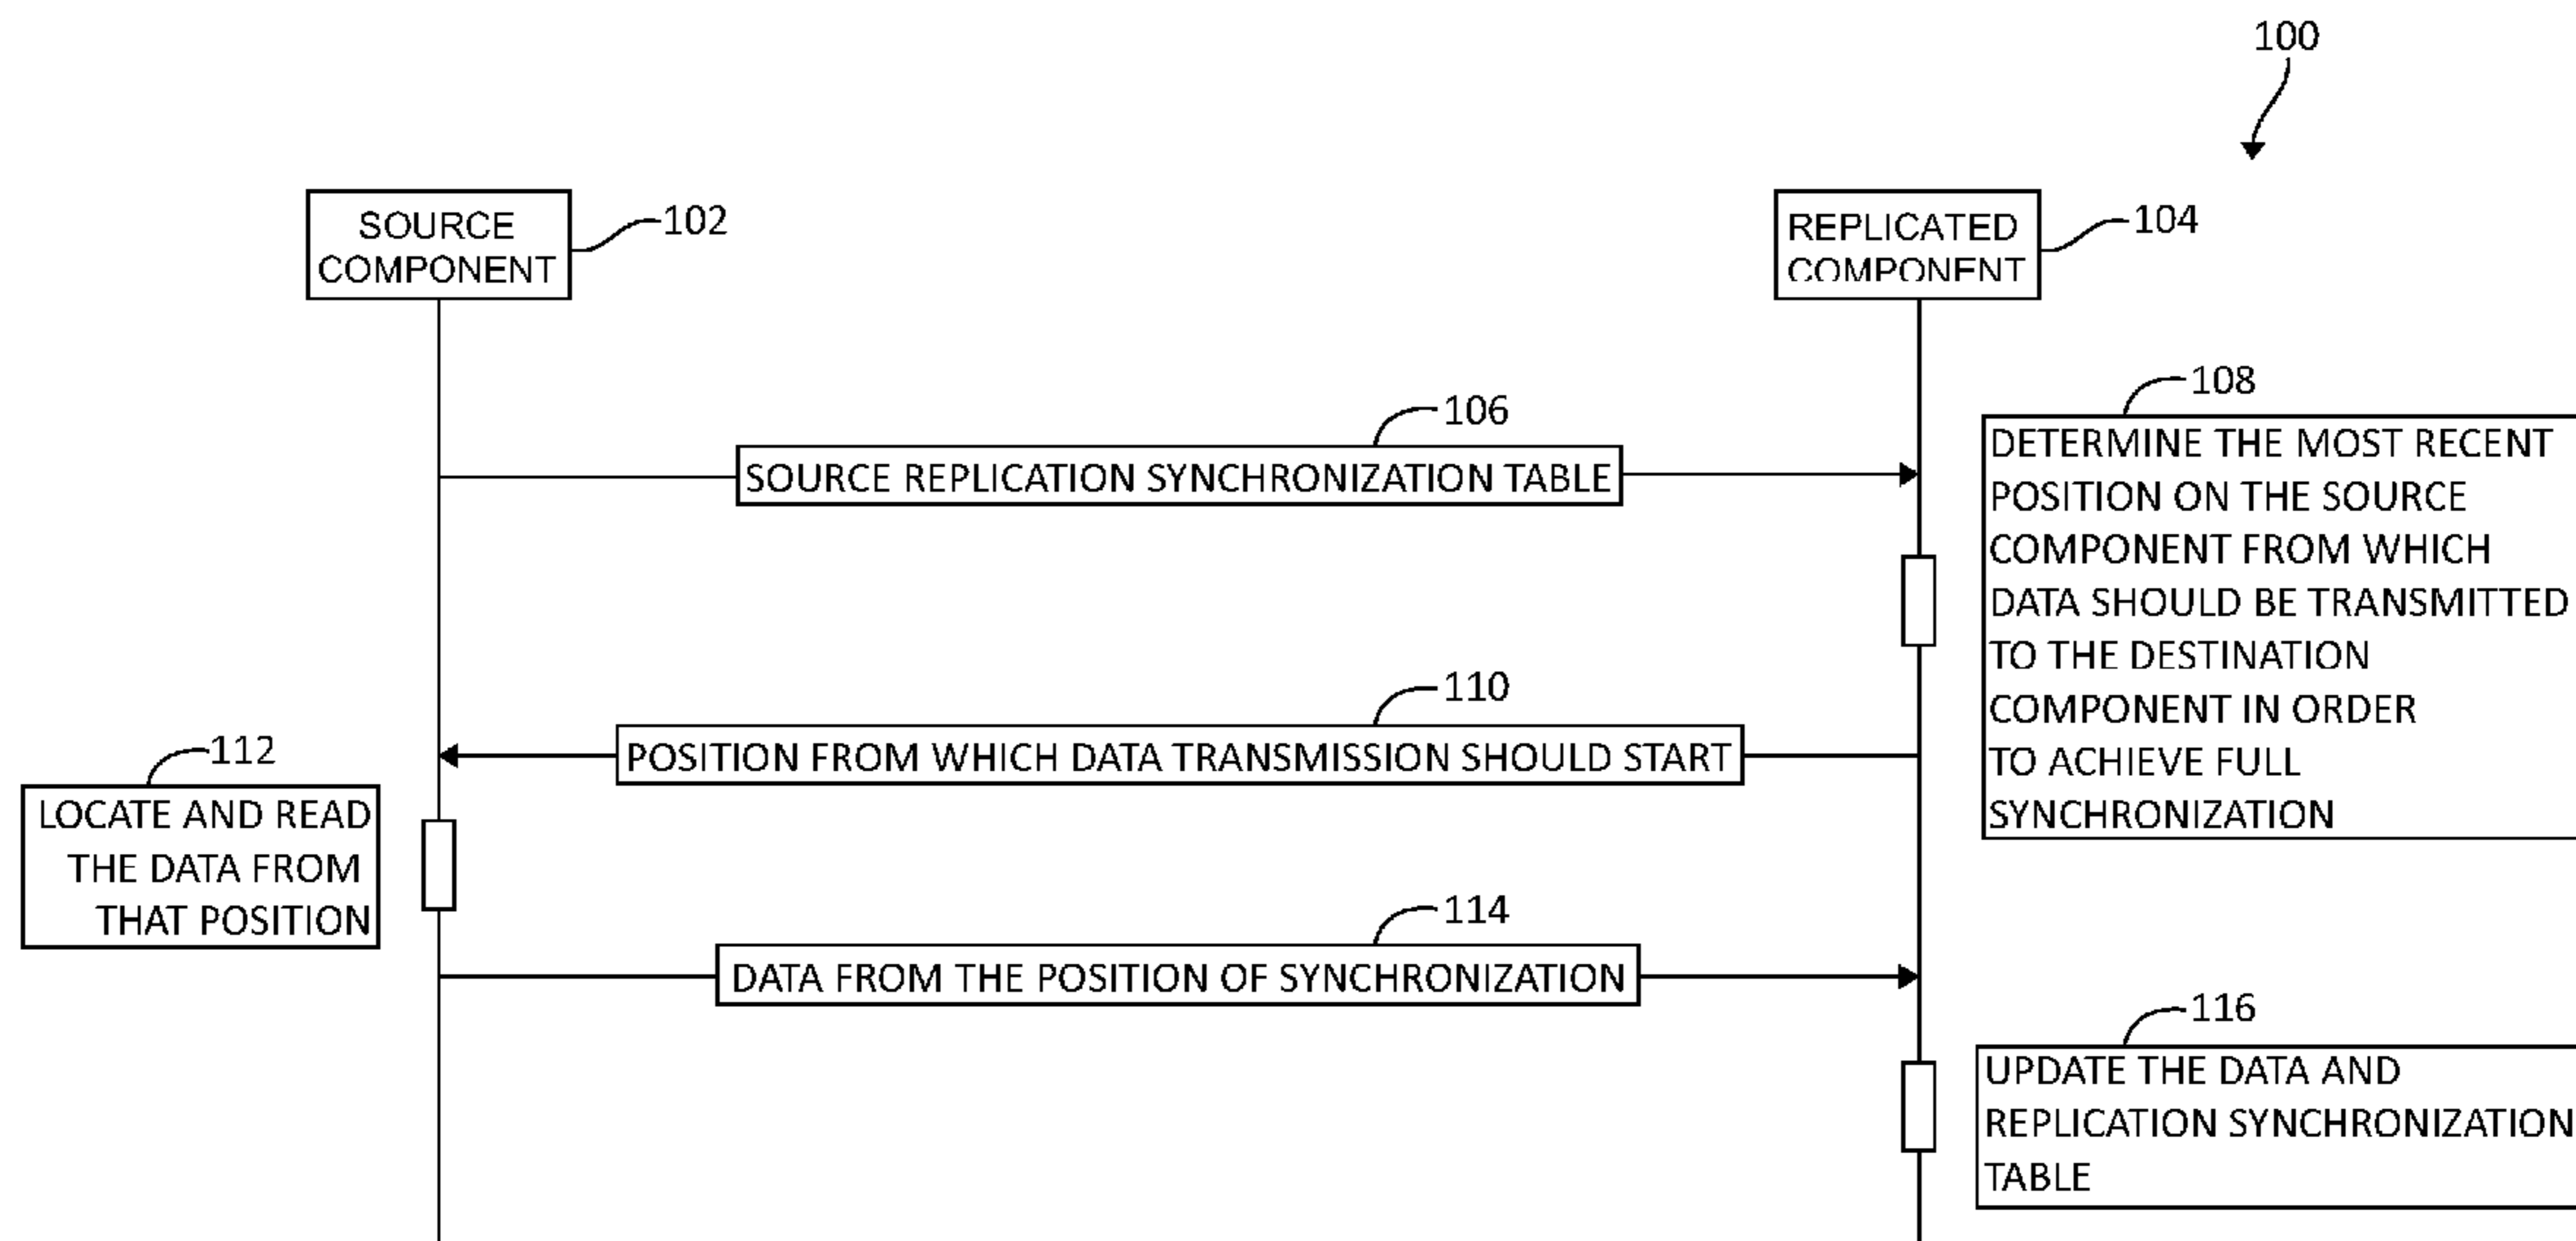 100
SOURCE
COMPONENT
102
REPLICATED
COMPONENT
104
106
SOURCE REPLICATION SYNCHRONIZATION TABLE
108
DETERMINE THE MOST RECENT
POSITION ON THE SOURCE
COMPONENT FROM WHICH
DATA SHOULD BE TRANSMITTED
TO THE DESTINATION
COMPONENT IN ORDER
TO ACHIEVE FULL
SYNCHRONIZATION
110
POSITION FROM WHICH DATA TRANSMISSION SHOULD START
112
LOCATE AND READ
THE DATA FROM
THAT POSITION
114
DATA FROM THE POSITION OF SYNCHRONIZATION
116
UPDATE THE DATA AND
REPLICATION SYNCHRONIZATION
TABLE